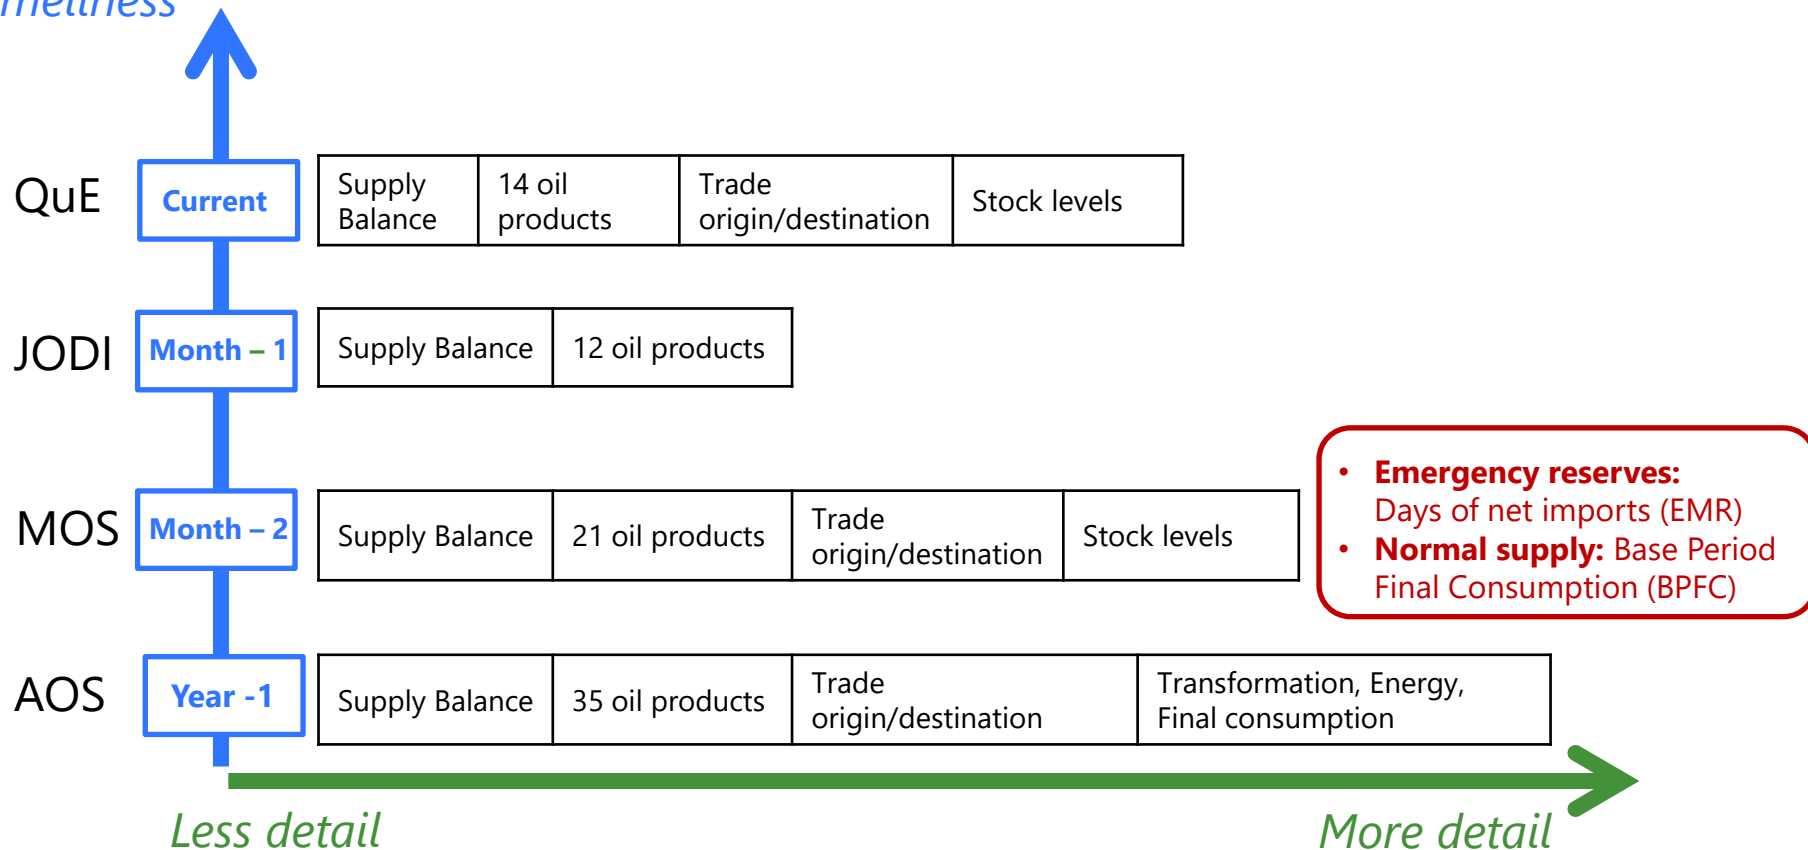 QuE
Current
Supply
Balance
14 oil
products
Trade
origin/destination
Stock levels
JODI
Month – 1
Supply Balance
12 oil products
MOS
Month – 2
Supply Balance
21 oil products
Trade
origin/destination
Stock levels
• Emergency reserves:
Days of net imports (EMR)
• Normal supply: Base Period
Final Consumption (BPFC)
AOS
Year -1
Supply Balance
35 oil products
Trade
origin/destination
Transformation, Energy,
Final consumption
Less detail
More detail